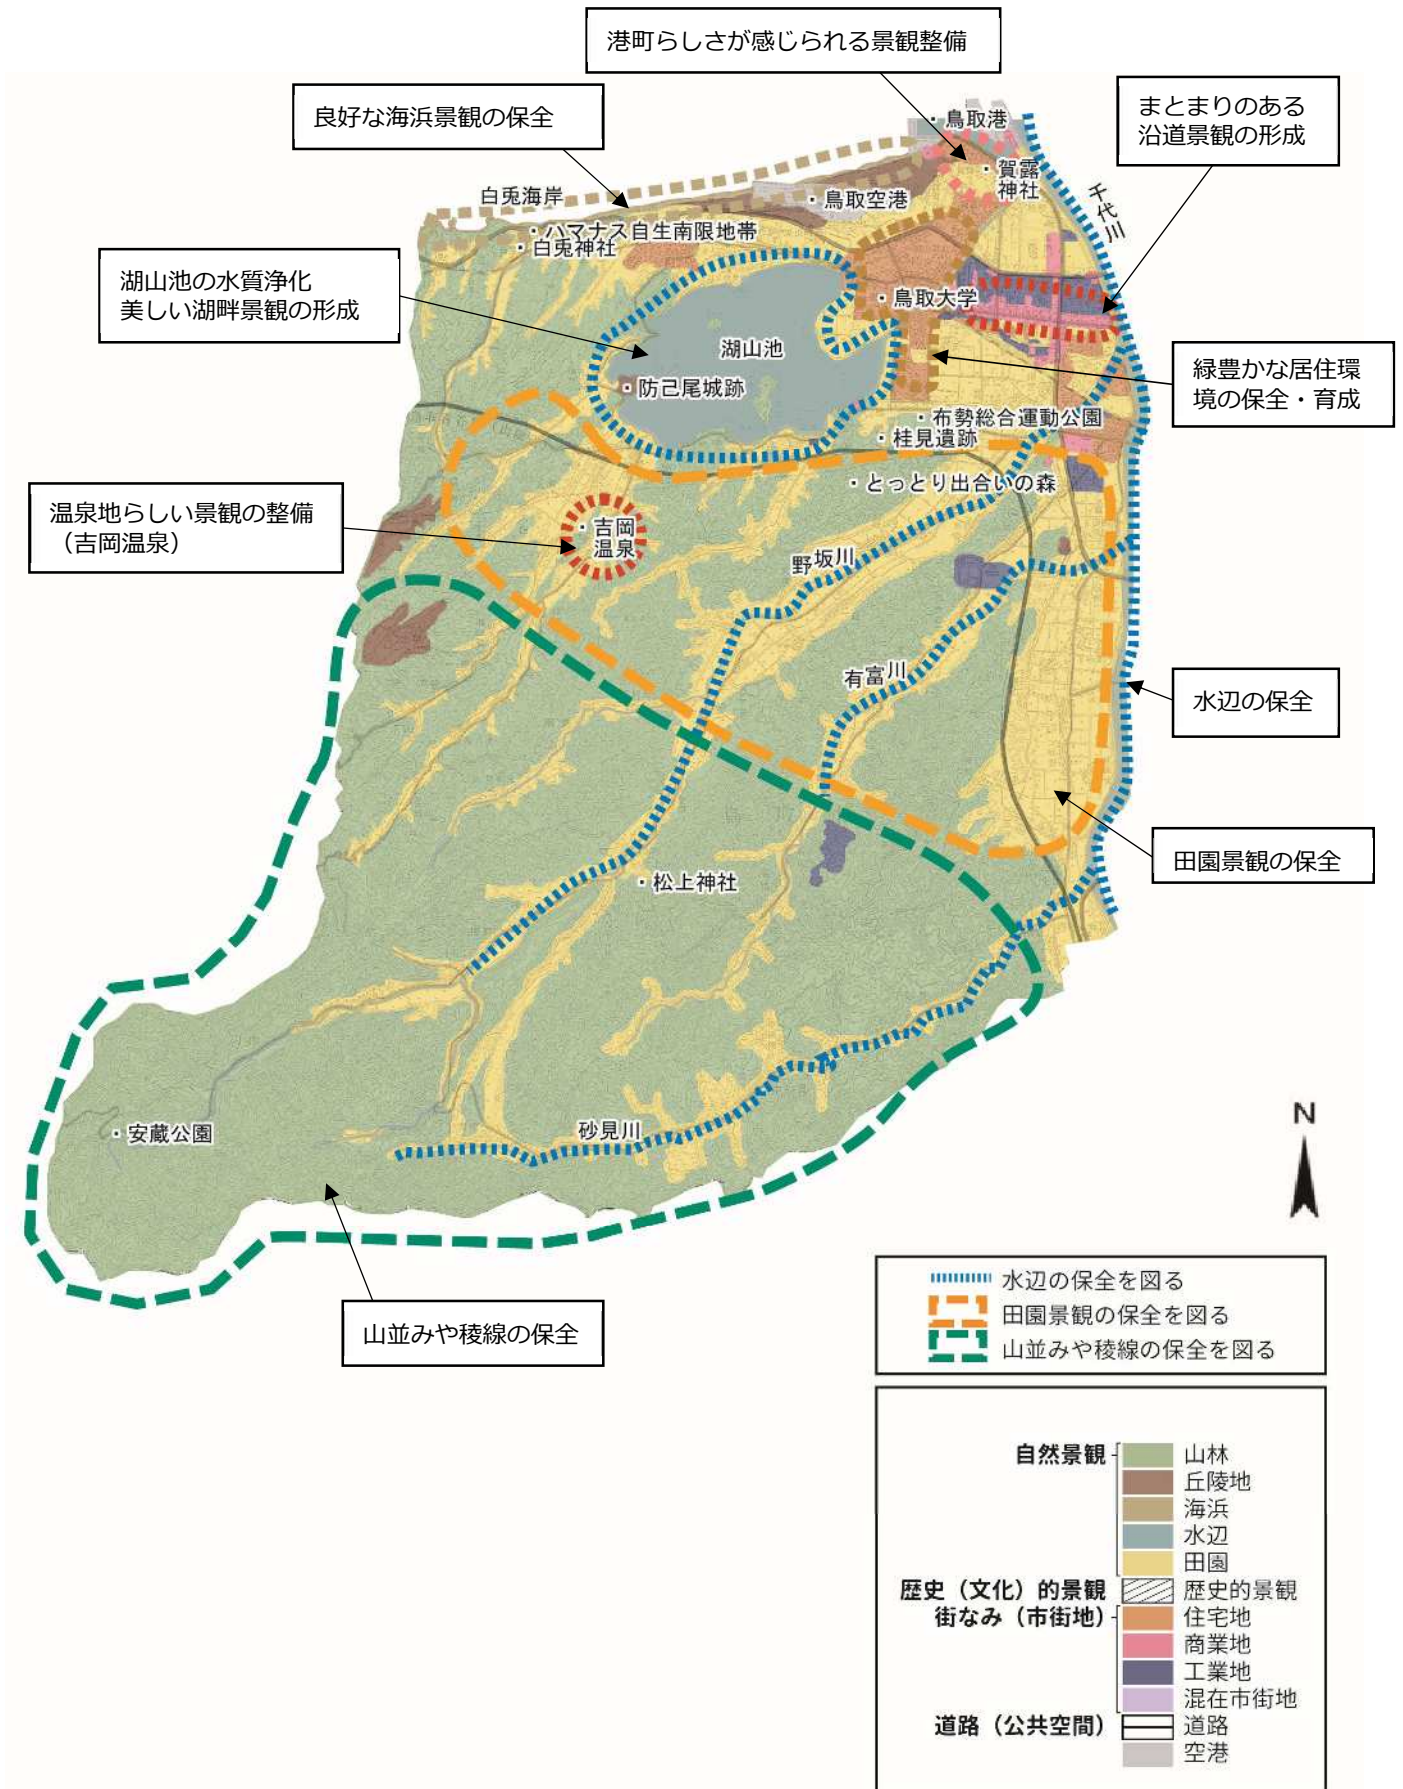 港町らしさが感じられる景観整備
良好な海浜景観の保全
まとまりのある
沿道景観の形成
・鳥取港
・賀露
神社
千代川
白兎海岸
・鳥取空港
・ハマナス自生南限地帯
・白兎神社
湖山池の水質浄化
美しい湖畔景観の形成
・鳥取大学
湖山池
緑豊かな居住環
境の保全・育成
・防己尾城跡
・布勢総合運動公園
・桂見遺跡
・とっとり出合いの森
温泉地らしい景観の整備
（吉岡温泉）
・吉岡
温泉
野坂川
有富川
水辺の保全
田園景観の保全
・松上神社
・安蔵公園
砂見川
N
山並みや稜線の保全
水辺の保全を図る
田園景観の保全を図る
山並みや稜線の保全を図る
自然景観
山林
丘陵地
海浜
水辺
田園
歴史（文化）的景観
歴史的景観
街なみ（市街地）
住宅地
商業地
工業地
混在市街地
道路（公共空間）
道路
空港